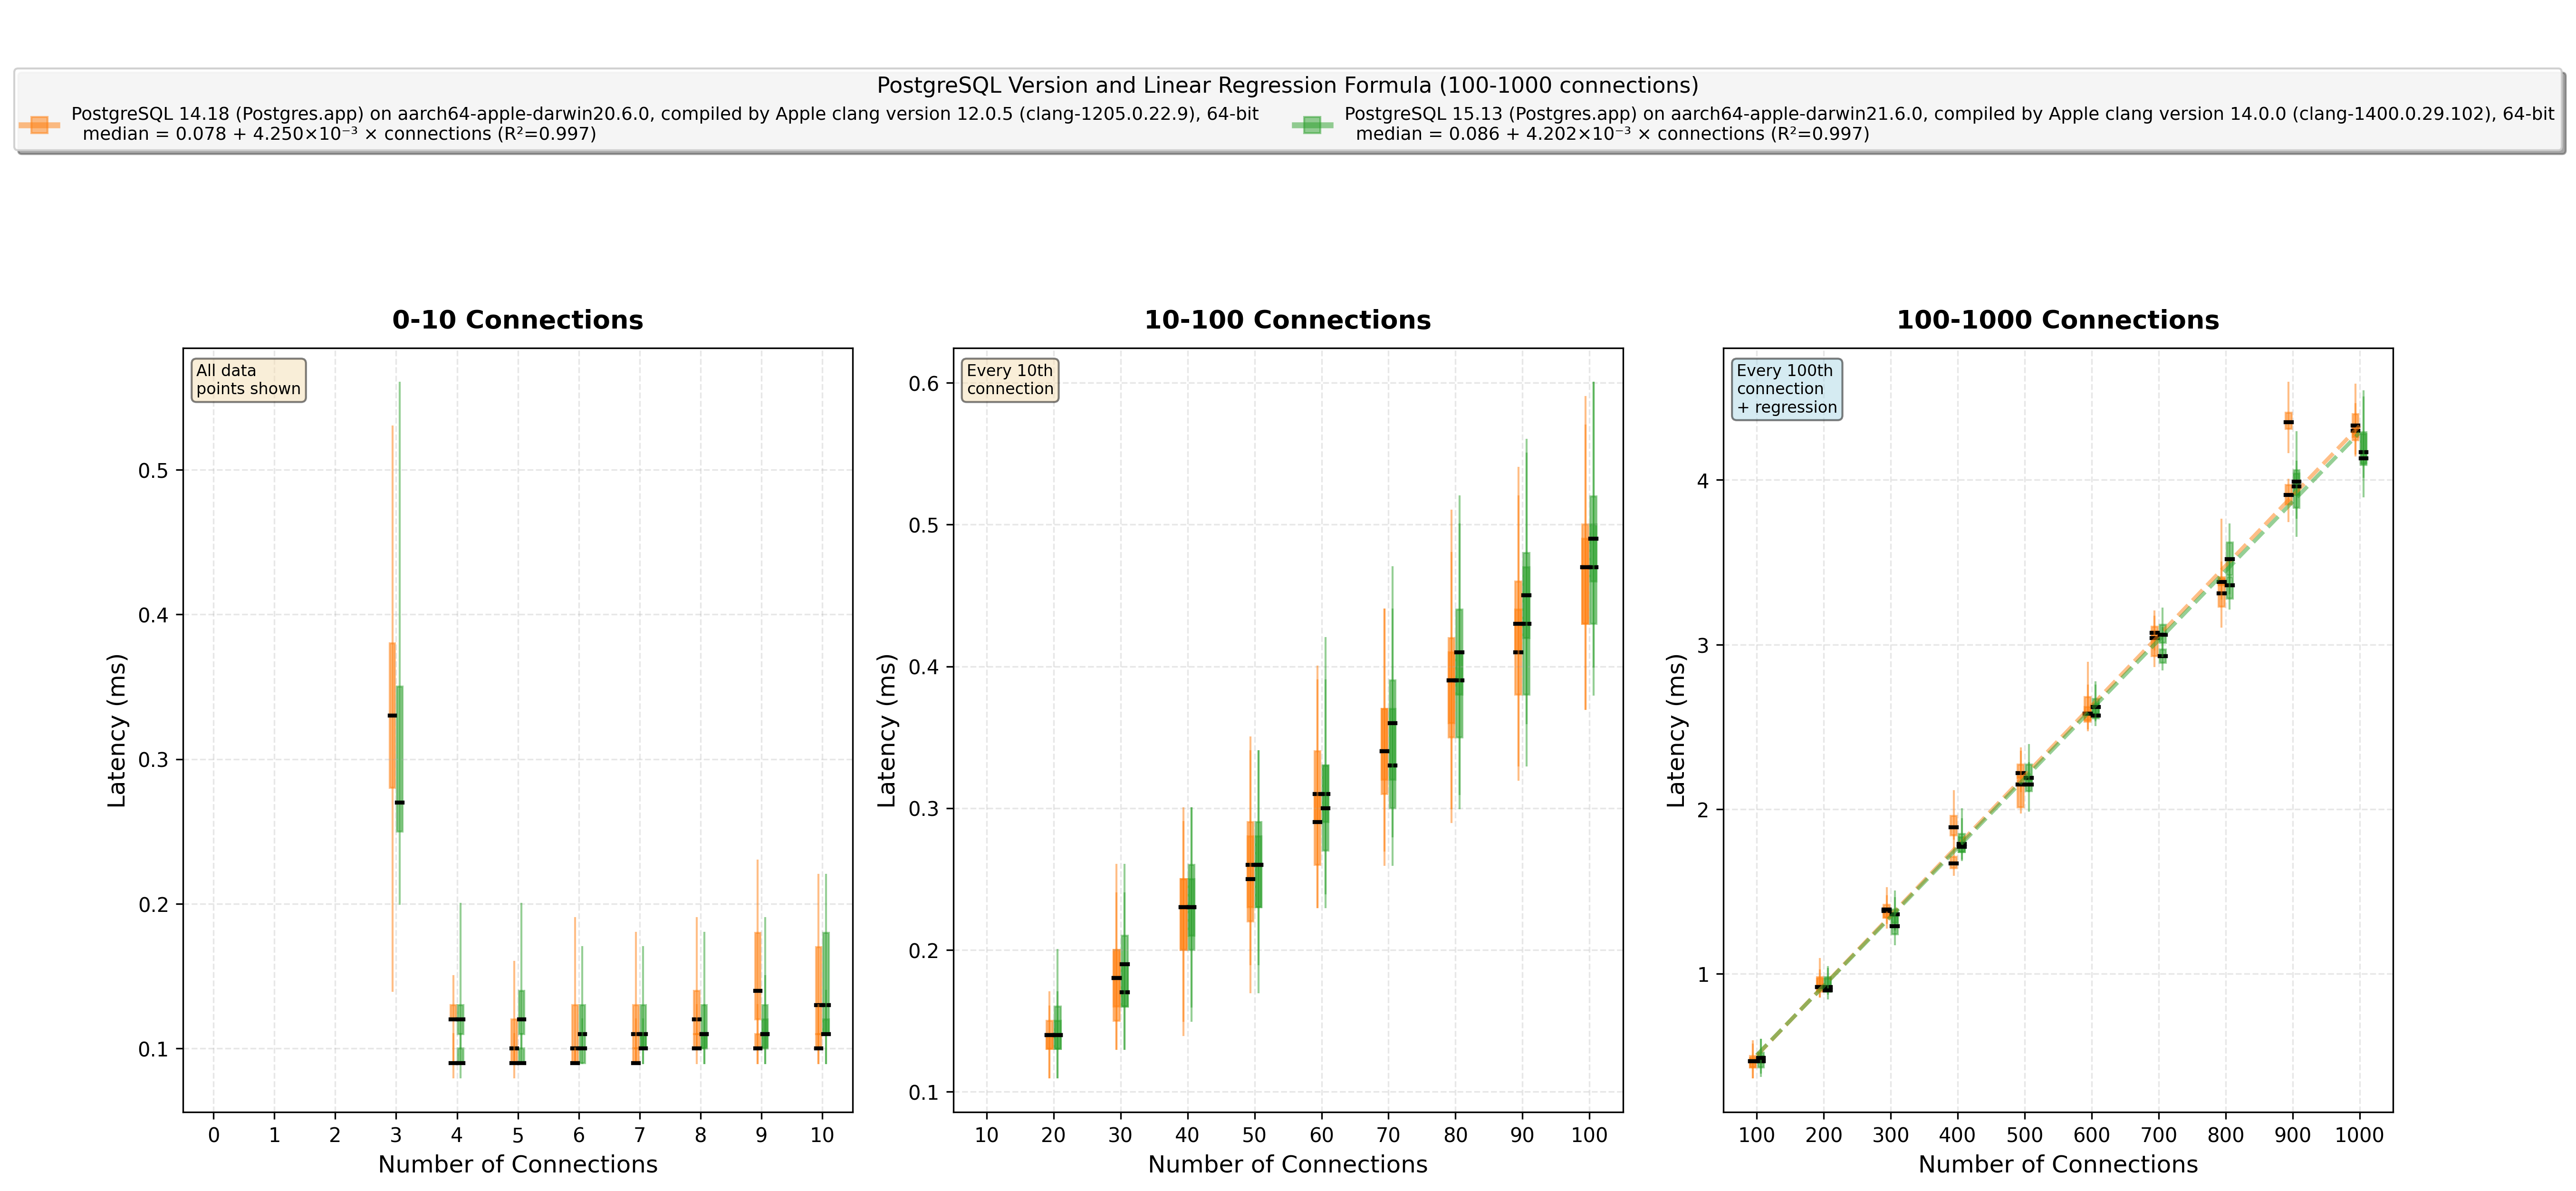 PostgreSQL Version and Linear Regression Formula (100-1000 connections)
PostgreSQL 14.18 (Postgres.app) on aarch64-apple-darwin20.6.0, compiled by Apple clang version 12.0.5 (clang-1205.0.22.9), 64-bit
median = 0.078 + 4.250×10⁻³ × connections (R²=0.997)
PostgreSQL 15.13 (Postgres.app) on aarch64-apple-darwin21.6.0, compiled by Apple clang version 14.0.0 (clang-1400.0.29.102), 64-bit
median = 0.086 + 4.202×10⁻³ × connections (R²=0.997)
0-10 Connections
All data
points shown
0.5
0.4
0.3
0.2
0.1
Latency (ms)
0 1 2 3 4 5 6 7 8 9 10
Number of Connections
10-100 Connections
Every 10th
connection
0.6
0.5
0.4
0.3
0.2
0.1
Latency (ms)
10 20 30 40 50 60 70 80 90 100
Number of Connections
100-1000 Connections
Every 100th
connection
+ regression
4
3
2
1
Latency (ms)
100 200 300 400 500 600 700 800 900 1000
Number of Connections